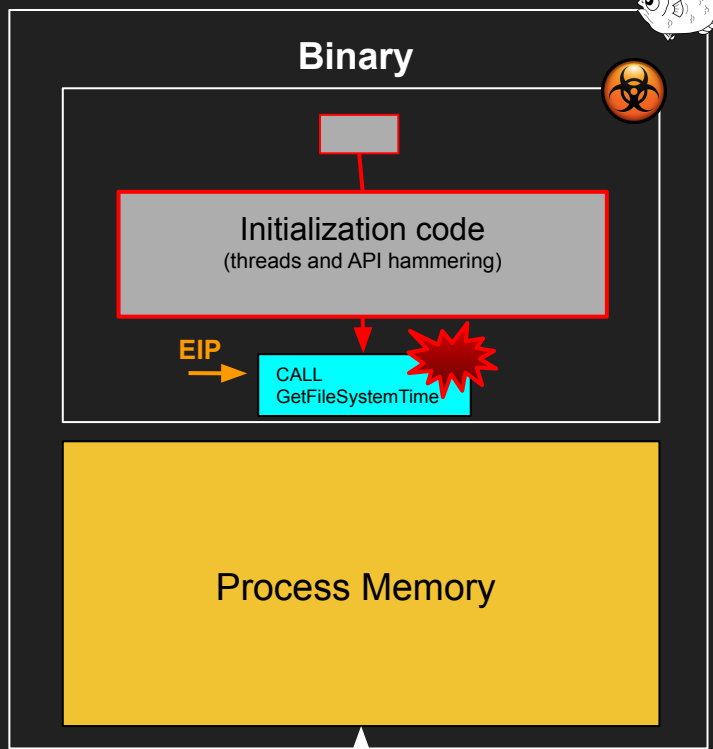 Binary
Initialization code
(threads and API hammering)
EIP
CALL
GetFileSystemTime
Process Memory